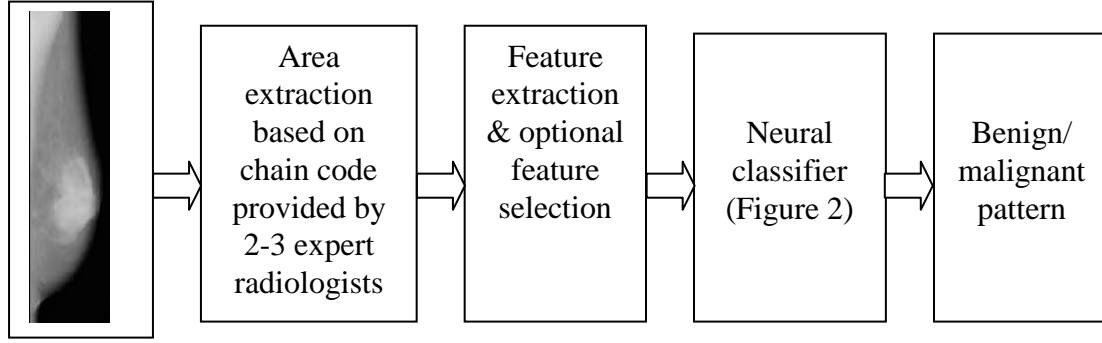 Area
extraction
based on
chain code
provided by
2-3 expert
radiologists
Feature
extraction
& optional
feature
selection
Neural
classifier
(Figure 2)
Benign/
malignant
pattern